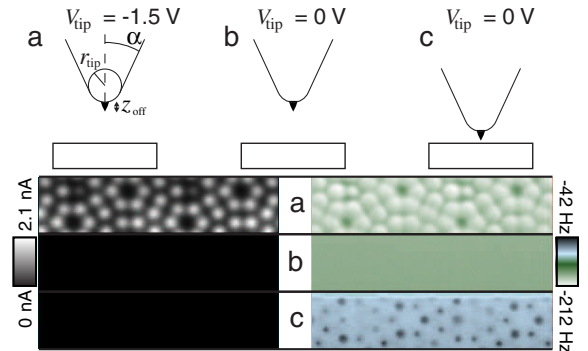 V_tip = -1.5 V
V_tip = 0 V
V_tip = 0 V
a
b
c
α
r_tip
z_off
2.1 nA
0 nA
a
b
c
-42 Hz
-212 Hz